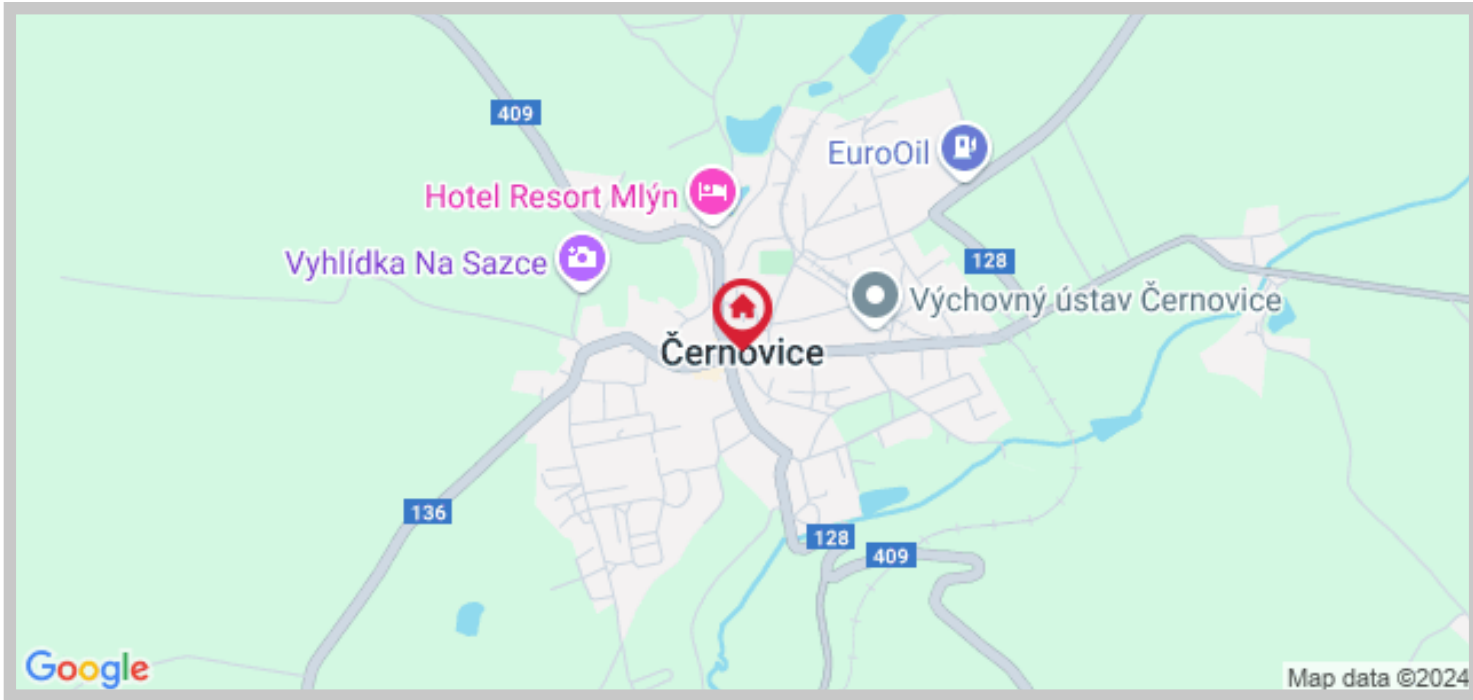 409
EuroOil
Hotel Resort Mlýn
Vyhlídka Na Sazce
128
Výchovný ústav Černovice
Černovice
136
128
409
Google
Map data ©2024